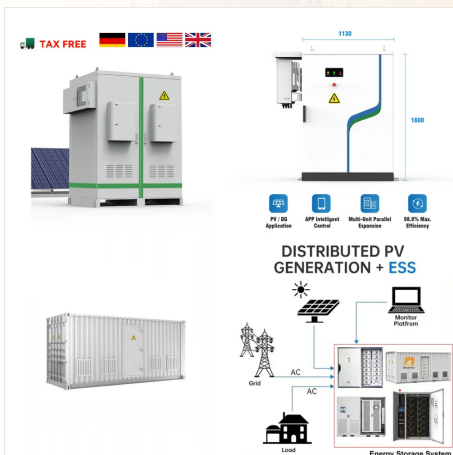 TAX FREE
1130
1600
PV / DG
Application
APP Intelligent
Control
Multi-Unit Parallel
Expansion
98.8% Max.
Efficiency
DISTRIBUTED PV
GENERATION + ESS
Monitor
Plotfrom
Grid
AC
AC
Load
Energy Storage System